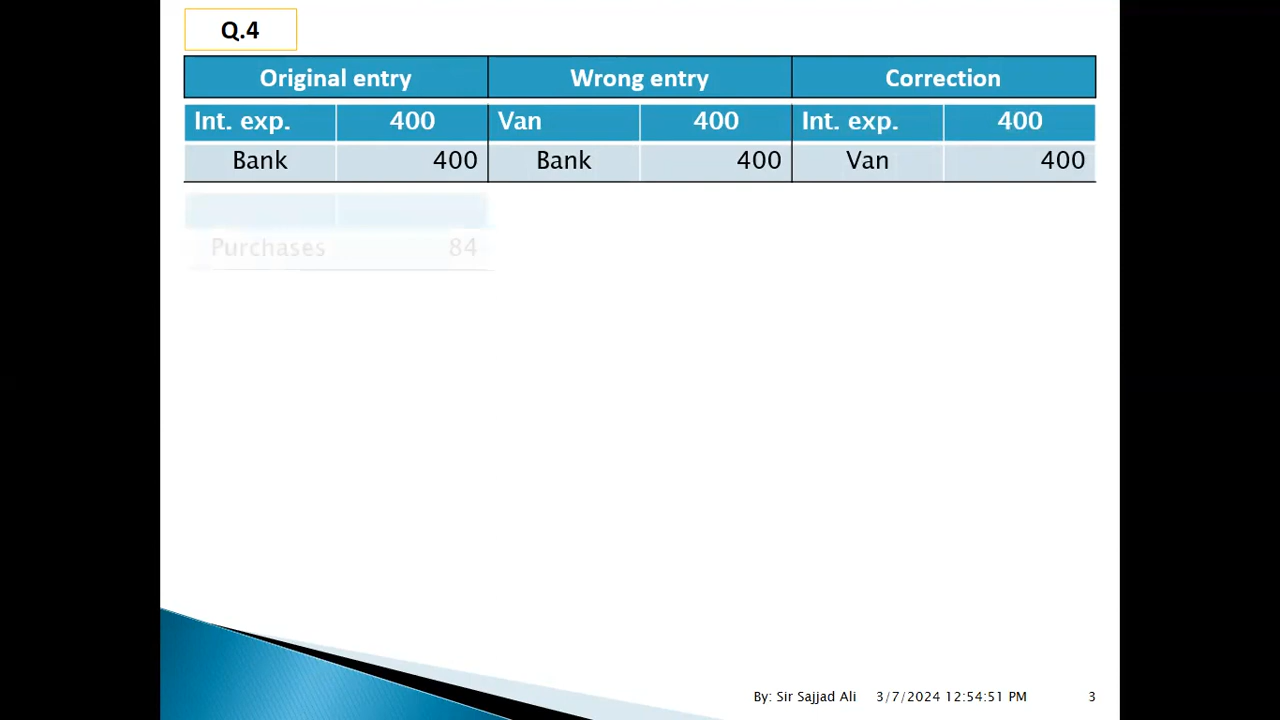 Q.4
Original entry Wrong entry Correction
Int. exp. 400 Van 400 Int. exp. 400
Bank 400 Bank 400 Van 400
Purchases 84
By: Sir Sajjad Ali 3/7/2024 12:54:51 PM 3